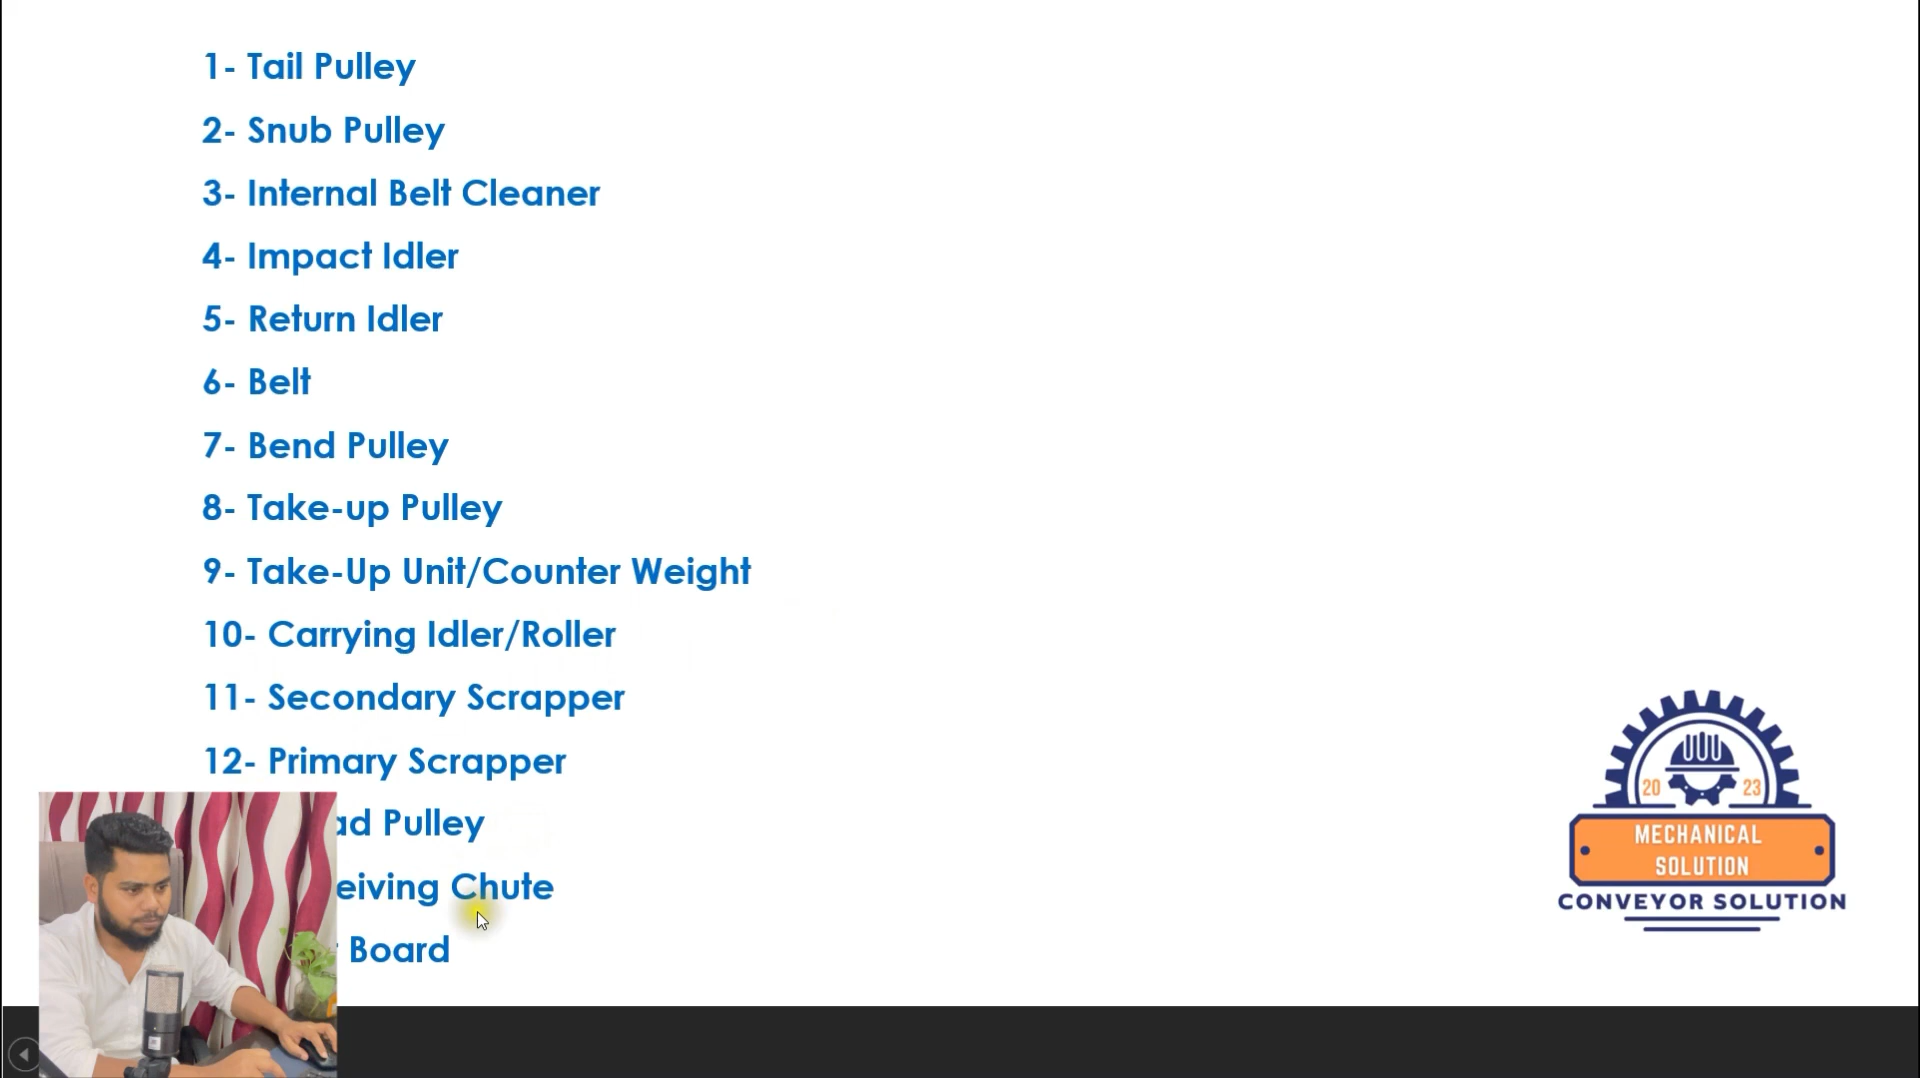 1- Tail Pulley
2- Snub Pulley
3- Internal Belt Cleaner
4- Impact Idler
5- Return Idler
6- Belt
7- Bend Pulley
8- Take-up Pulley
9- Take-Up Unit/Counter Weight
10- Carrying Idler/Roller
11- Secondary Scrapper
12- Primary Scrapper
Pulley
Chute
Board
20 23
MECHANICAL
SOLUTION
CONVEYOR SOLUTION